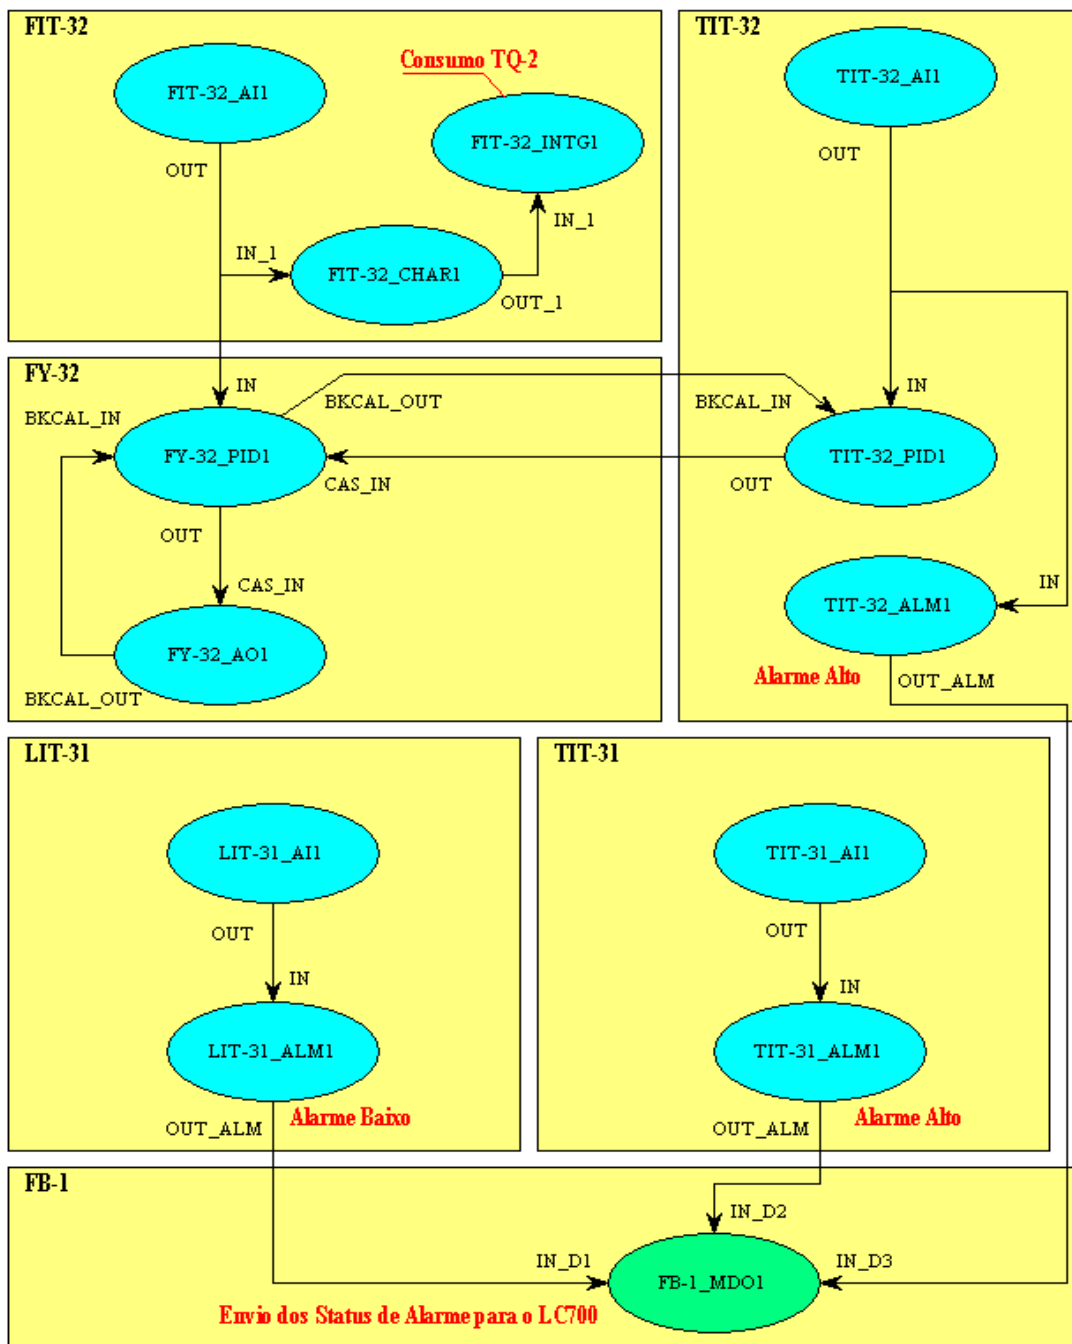 FIT-32
Consumo TQ-2
FIT-32_AI1
FIT-32_INTG1
OUT
IN_1
IN_1
FIT-32_CHAR1
OUT_1
TIT-32
TIT-32_AI1
OUT
FY-32
IN
BKCAL_IN
BKCAL_OUT
FY-32_PID1
CAS_IN
OUT
CAS_IN
FY-32_AO1
BKCAL_OUT
IN
BKCAL_IN
TIT-32_PID1
OUT
IN
TIT-32_ALM1
Alarme Alto
OUT_ALM
LIT-31
LIT-31_AI1
OUT
IN
LIT-31_ALM1
Alarme Baixo
OUT_ALM
TIT-31
TIT-31_AI1
OUT
IN
TIT-31_ALM1
Alarme Alto
OUT_ALM
FB-1
IN_D2
IN_D1
IN_D3
FB-1_MDO1
Envio dos Status de Alarme para o LC700